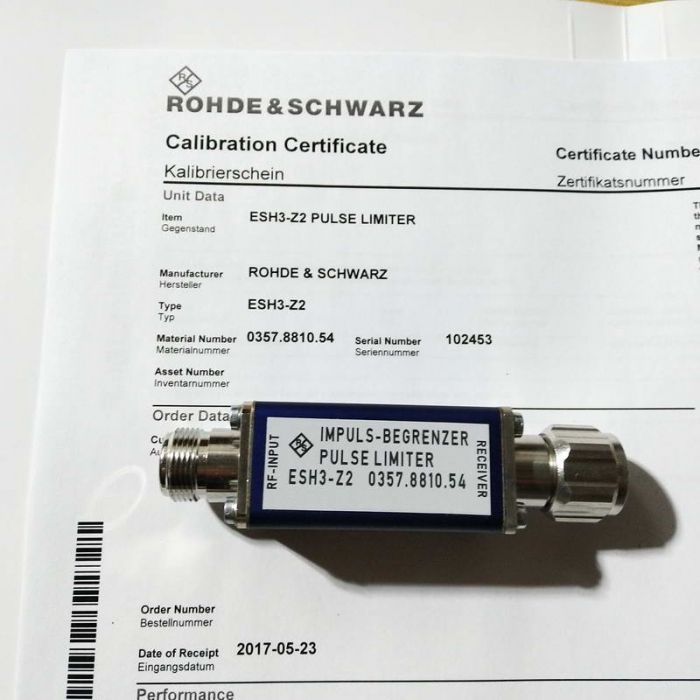 R S
ROHDE & SCHWARZ
Calibration Certificate
Kalibrierschein
Certificate Numbe
Zertifikatsnummer
Unit Data
Item ESH3-Z2 PULSE LIMITER
Gegenstand
Manufacturer ROHDE & SCHWARZ
Hersteller
Type ESH3-Z2
Typ
Material Number 0357.8810.54 Serial Number 102453
Materialnummer Seriennummer
Asset Number
Inventarnummer
Order Data
RF-INPUT
R S
IMPULS-BEGRENZER
PULSE LIMITER
ESH3-Z2 0357.8810.54
RECEIVER
Order Number
Bestellnummer
Date of Receipt 2017-05-23
Eingangsdatum
Performance